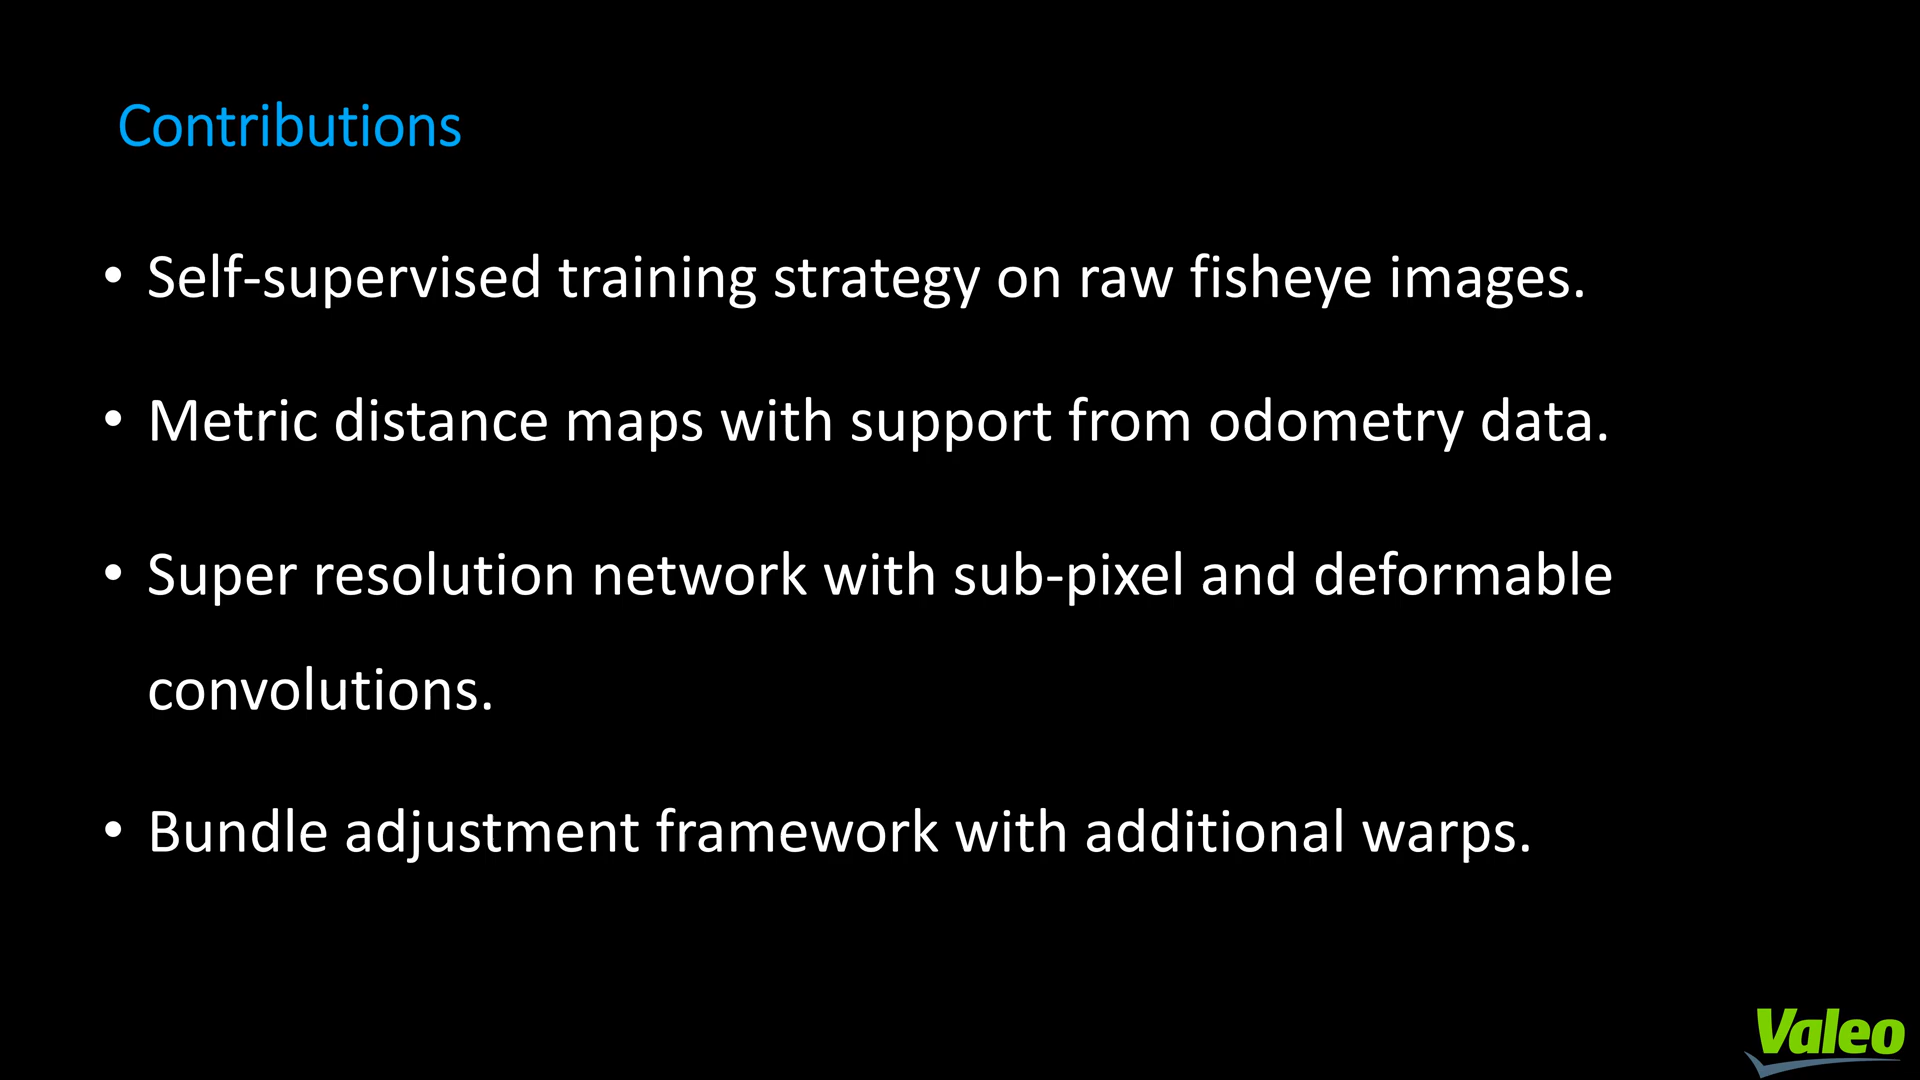 Contributions
• Self-supervised training strategy on raw fisheye images.
• Metric distance maps with support from odometry data.
• Super resolution network with sub-pixel and deformable
convolutions.
• Bundle adjustment framework with additional warps.
Valeo